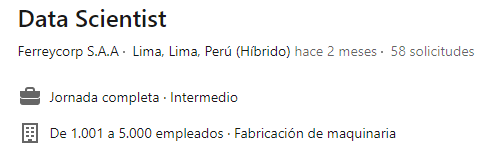 Data Scientist
Ferreycorp S.A.A · Lima, Lima, Perú (Híbrido) hace 2 meses · 58 solicitudes
Jornada completa · Intermedio
De 1.001 a 5.000 empleados · Fabricación de maquinaria